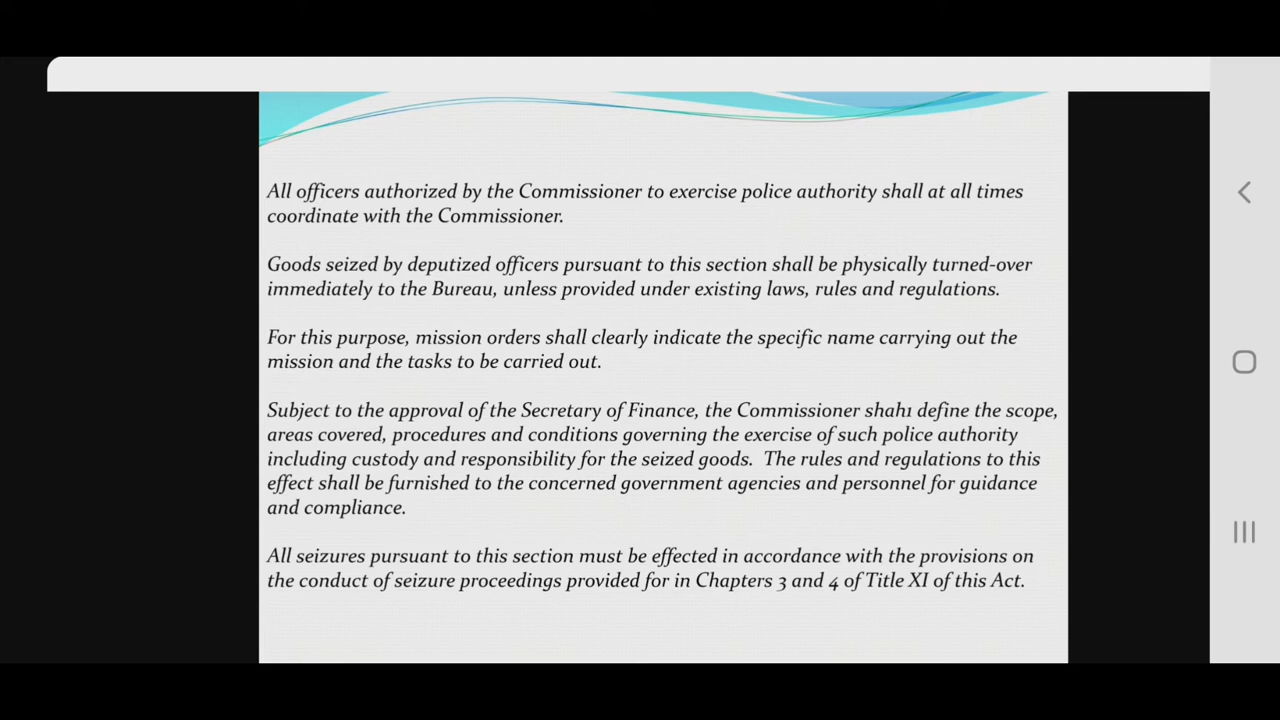 All officers authorized by the Commissioner to exercise police authority shall at all times
coordinate with the Commissioner.
Goods seized by deputized officers pursuant to this section shall be physically turned-over
immediately to the Bureau, unless provided under existing laws, rules and regulations.
For this purpose, mission orders shall clearly indicate the specific name carrying out the
mission and the tasks to be carried out.
Subject to the approval of the Secretary of Finance, the Commissioner shah1 define the scope,
areas covered, procedures and conditions governing the exercise of such police authority
including custody and responsibility for the seized goods.  The rules and regulations to this
effect shall be furnished to the concerned government agencies and personnel for guidance
and compliance.
All seizures pursuant to this section must be effected in accordance with the provisions on
the conduct of seizure proceedings provided for in Chapters 3 and 4 of Title XI of this Act.